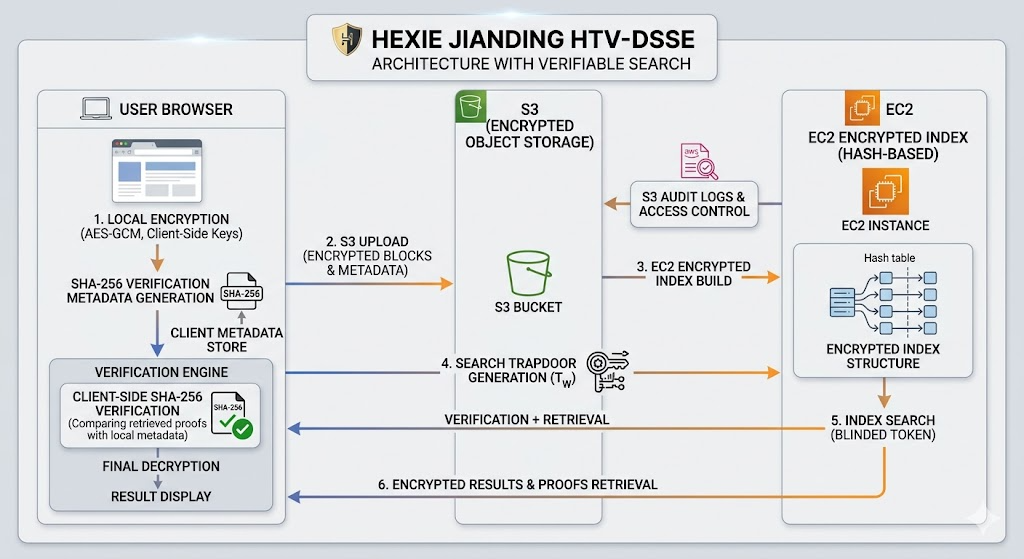 HEXIE JIANDING HTV-DSSE
ARCHITECTURE WITH VERIFIABLE SEARCH
USER BROWSER
1. LOCAL ENCRYPTION
(AES-GCM, Client-Side Keys)
SHA-256 VERIFICATION
METADATA GENERATION
SHA-256
CLIENT METADATA
STORE
VERIFICATION ENGINE
CLIENT-SIDE SHA-256
VERIFICATION
(Comparing retrieved proofs
with local metadata)
SHA-256
FINAL DECRYPTION
RESULT DISPLAY
2. S3 UPLOAD
(ENCRYPTED BLOCKS
& METADATA)
S3
(ENCRYPTED
OBJECT STORAGE)
S3 BUCKET
aws
S3 AUDIT LOGS &
ACCESS CONTROL
3. EC2 ENCRYPTED
INDEX BUILD
4. SEARCH TRAPDOOR
GENERATION (TW)
VERIFICATION + RETRIEVAL
6. ENCRYPTED RESULTS & PROOFS RETRIEVAL
EC2
EC2 ENCRYPTED INDEX
(HASH-BASED)
EC2 INSTANCE
Hash table
ENCRYPTED INDEX
STRUCTURE
5. INDEX SEARCH
(BLINDED TOKEN)